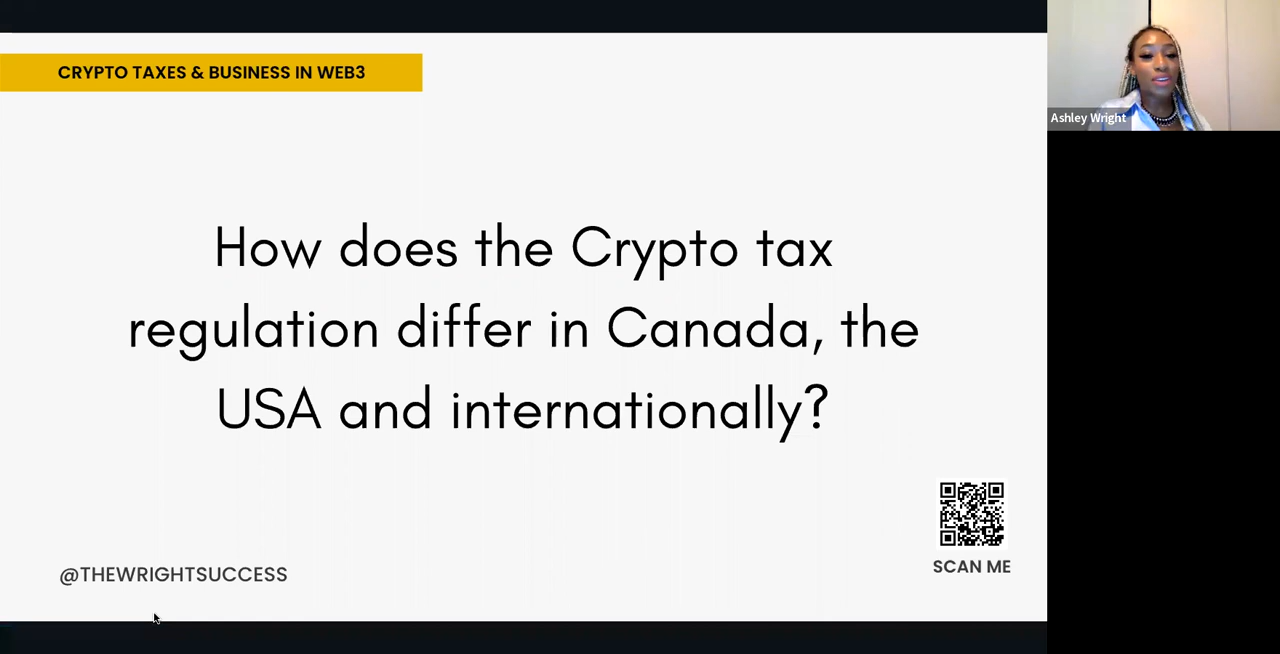 CRYPTO TAXES & BUSINESS IN WEB3
Ashley Wright
How does the Crypto tax
regulation differ in Canada, the
USA and internationally?
SCAN ME
@THEWRIGHTSUCCESS